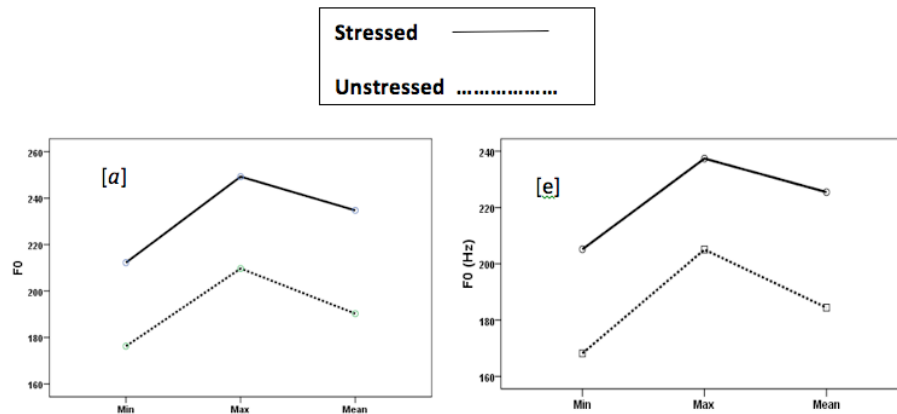 Stressed
Unstressed ………………
[a]
260
240
220
200
180
160
F0
Min Max Mean
[e]
240
220
200
180
160
F0 (Hz)
Min Max Mean